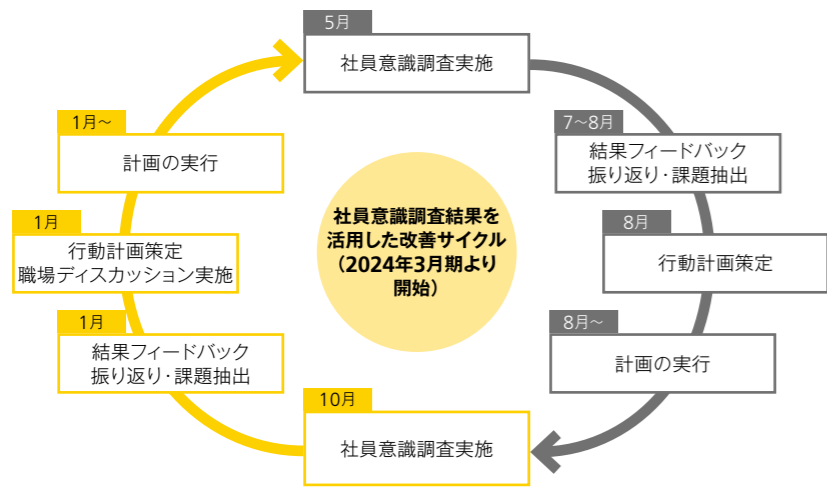 5月
社員意識調査実施
7～8月
結果フィードバック
振り返り・課題抽出
8月
行動計画策定
8月～
計画の実行
10月
社員意識調査実施
1月
結果フィードバック
振り返り・課題抽出
1月
行動計画策定
職場ディスカッション実施
1月～
計画の実行
社員意識調査結果を
活用した改善サイクル
（2024年3月期より
開始）